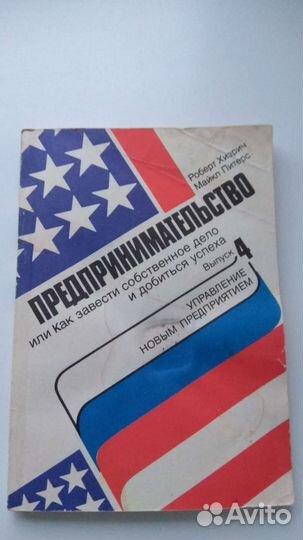 Роберт Хизрич
Майкл Питерс
ПРЕДПРИНИМАТЕЛЬСТВО
или Как завести собственное дело
и добиться успеха
Выпуск 4
УПРАВЛЕНИЕ
НОВЫМ ПРЕДПРИЯТИЕМ
Avito